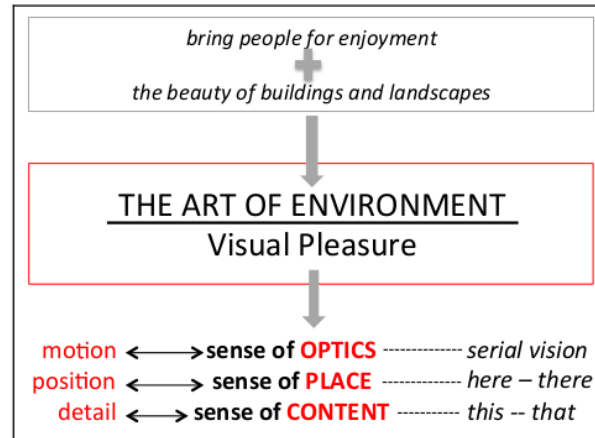 bring people for enjoyment
+
the beauty of buildings and landscapes
THE ART OF ENVIRONMENT
Visual Pleasure
motion sense of OPTICS ------------- serial vision
position sense of PLACE ------------- here – there
detail sense of CONTENT ----------- this -- that